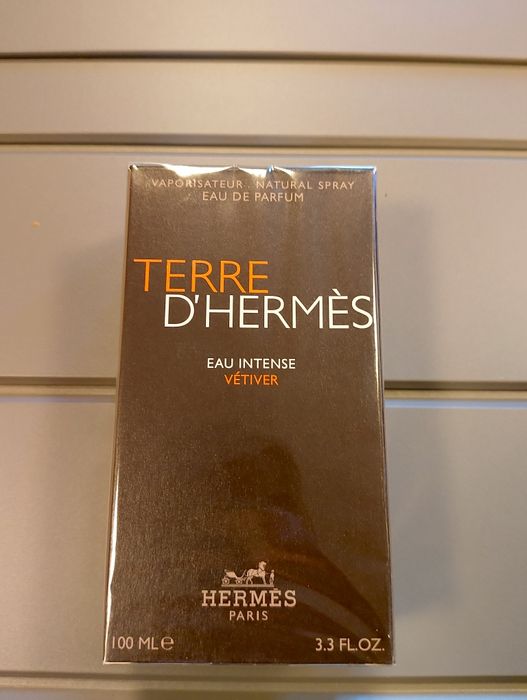 VAPORISATEUR . NATURAL SPRAY
EAU DE PARFUM
TERRE
D'HERMÈS
EAU INTENSE
VÉTIVER
HERMÈS
PARIS
100 ML ℮ 3.3 FL.OZ.